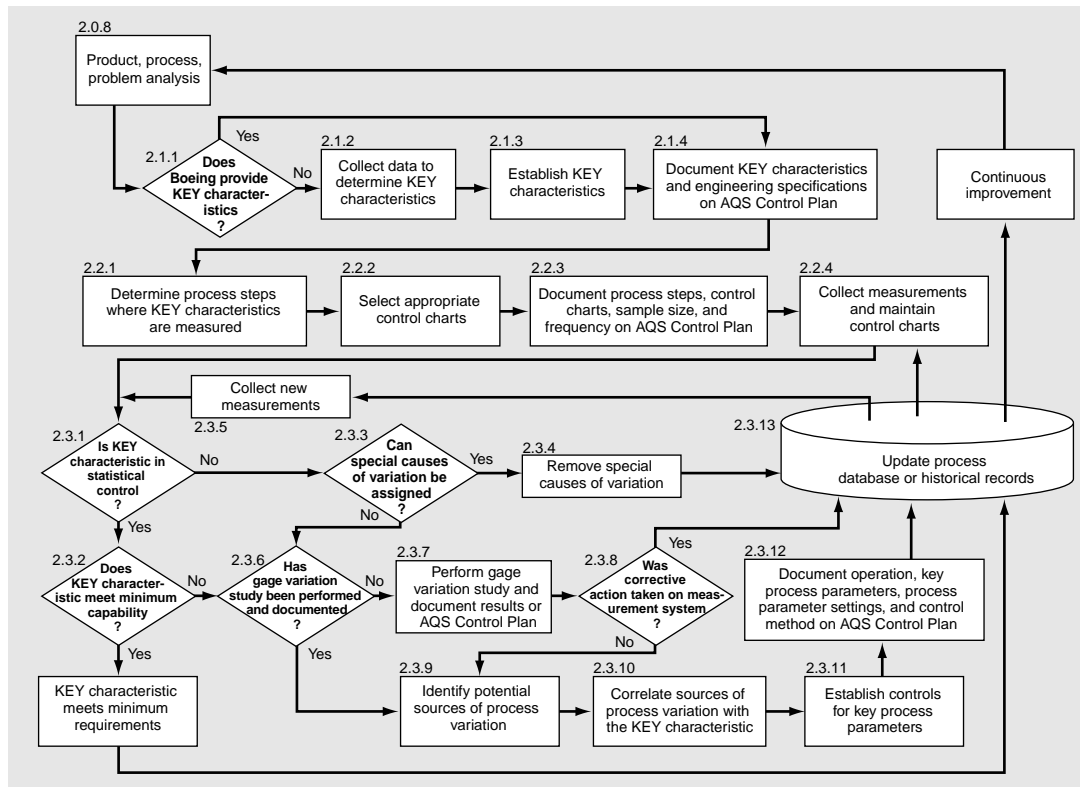 2.0.8
Product, process,
problem analysis
Yes
2.1.1
Does
Boeing provide
KEY character-
istics
?
No
2.1.2
Collect data to
determine KEY
characteristics
2.1.3
Establish KEY
characteristics
2.1.4
Document KEY characteristics
and engineering specifications
on AQS Control Plan
Continuous
improvement
2.2.1
Determine process steps
where KEY characteristics
are measured
2.2.2
Select appropriate
control charts
2.2.3
Document process steps, control
charts, sample size, and
frequency on AQS Control Plan
2.2.4
Collect measurements
and maintain
control charts
Collect new
measurements
2.3.5
2.3.1
Is KEY
characteristic in
statistical
control
?
No
Yes
2.3.3
Can
special causes
of variation be
assigned
?
Yes
No
2.3.4
Remove special
causes of variation
2.3.13
Update process
database or historical records
2.3.2
Does
KEY character-
istic meet minimum
capability
?
No
Yes
2.3.6
Has
gage variation
study been performed
and documented
?
No
Yes
2.3.7
Perform gage
variation study and
document results or
AQS Control Plan
2.3.8
Yes
Was
corrective
action taken on mea-
surement system
?
No
2.3.12
Document operation, key
process parameters, process
parameter settings, and control
method on AQS Control Plan
KEY characteristic
meets minimum
requirements
2.3.9
Identify potential
sources of process
variation
2.3.10
Correlate sources of
process variation with
the KEY characteristic
2.3.11
Establish controls
for key process
parameters